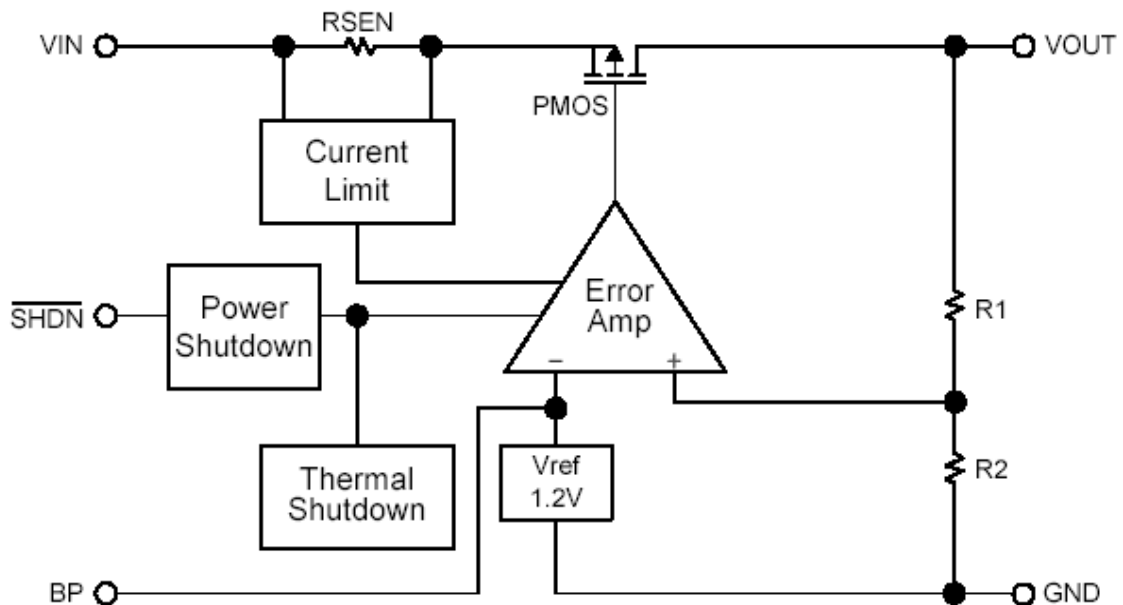 RSEN
VIN
VOUT
PMOS
Current
Limit
Error
Amp
− +
SHDN
Power
Shutdown
R1
Thermal
Shutdown
Vref
1.2V
R2
BP
GND